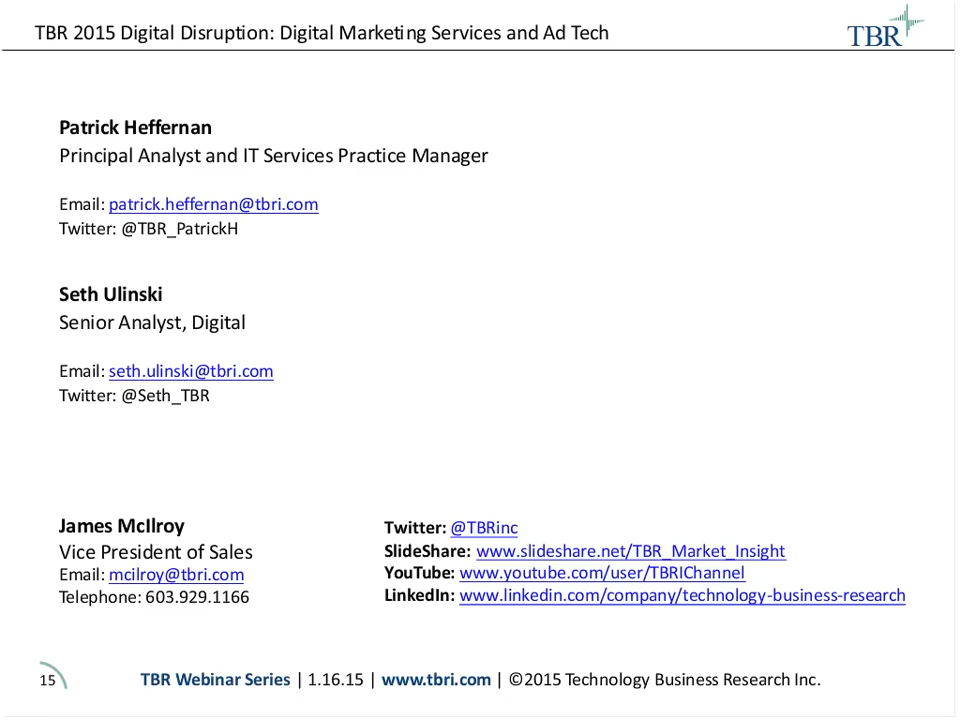 TBR 2015 Digital Disruption: Digital Marketing Services and Ad Tech
TBR
Patrick Heffernan
Principal Analyst and IT Services Practice Manager
Email: patrick.heffernan@tbri.com
Twitter: @TBR_PatrickH
Seth Ulinski
Senior Analyst, Digital
Email: seth.ulinski@tbri.com
Twitter: @Seth_TBR
James McIlroy
Vice President of Sales
Email: mcilroy@tbri.com
Telephone: 603.929.1166
Twitter: @TBRinc
SlideShare: www.slideshare.net/TBR_Market_Insight
YouTube: www.youtube.com/user/TBRIChannel
LinkedIn: www.linkedin.com/company/technology-business-research
15
TBR Webinar Series | 1.16.15 | www.tbri.com | ©2015 Technology Business Research Inc.